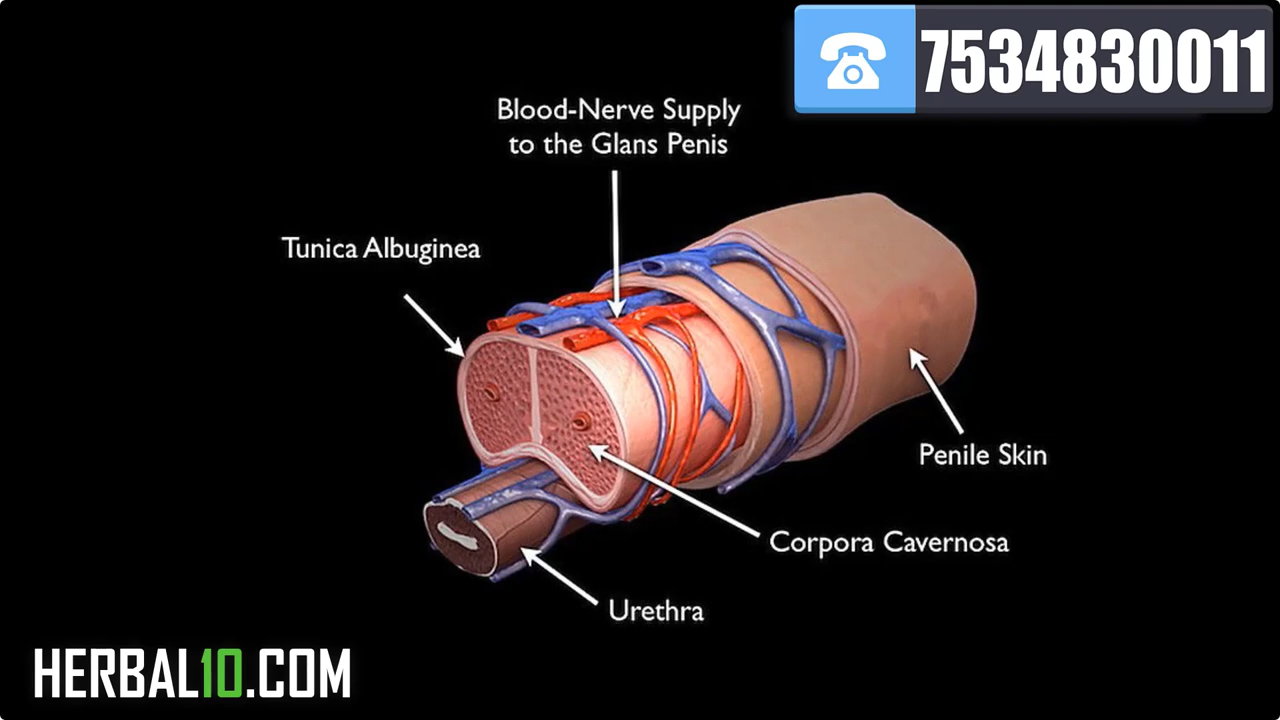 7534830011
Blood-Nerve Supply
to the Glans Penis
Tunica Albuginea
Penile Skin
Corpora Cavernosa
Urethra
HERBAL10.COM